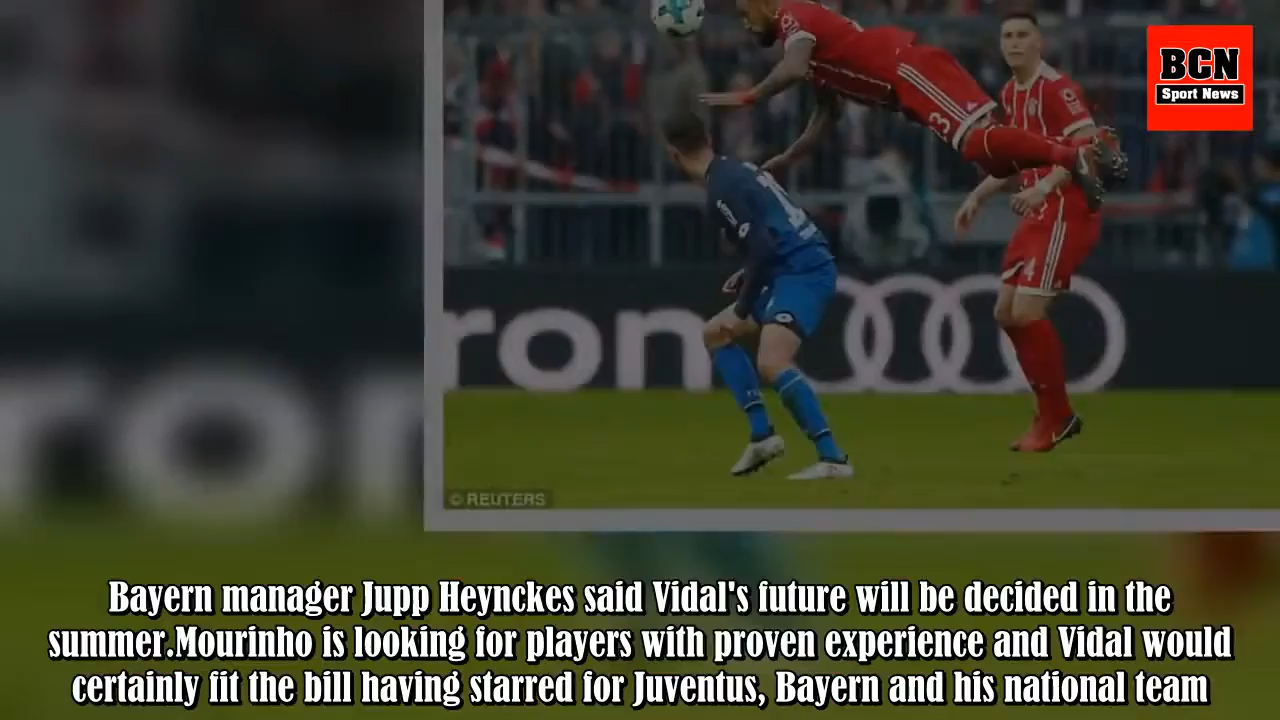 BCN
Sport News
23
4
ron
© REUTERS
ron
Bayern manager Jupp Heynckes said Vidal's future will be decided in the
summer.Mourinho is looking for players with proven experience and Vidal would
certainly fit the bill having starred for Juventus, Bayern and his national team